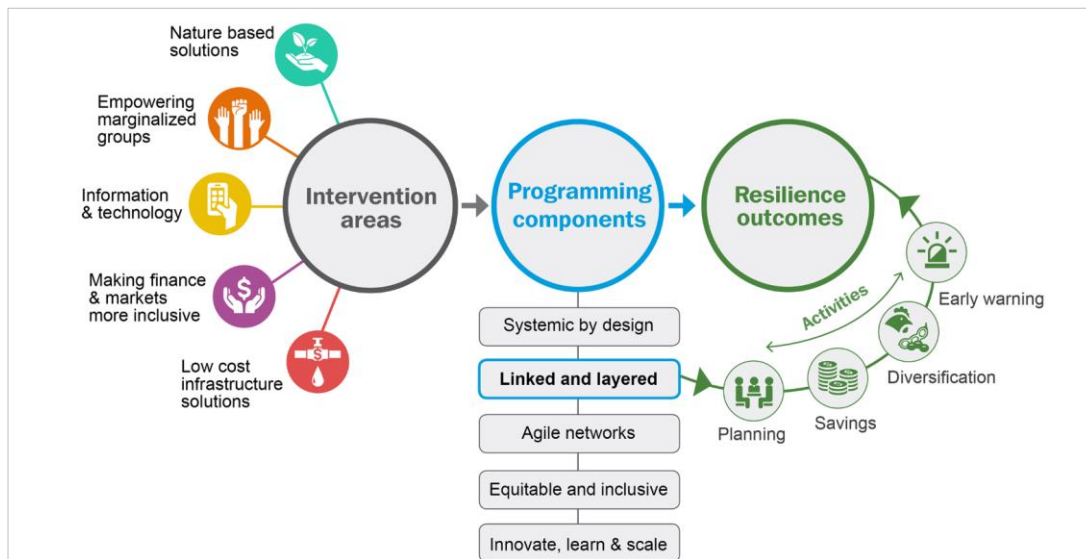 Nature based
solutions
Empowering
marginalized
groups
Information
& technology
Making finance
& markets
more inclusive
Low cost
infrastructure
solutions
$
$
Intervention
areas
Programming
components
Resilience
outcomes
Systemic by design
Linked and layered
Agile networks
Equitable and inclusive
Innovate, learn & scale
Activities
Early warning
Diversification
Savings
Planning